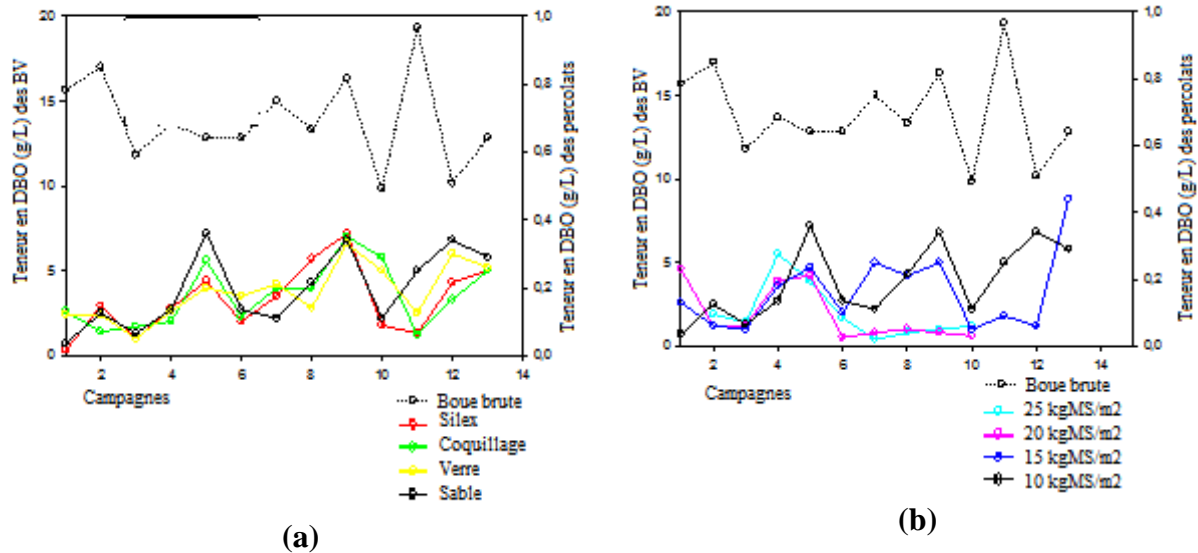 Teneur en DBO (g/L) des BV
20
15
10
5
0
2
4
6
8
10
12
14
1,0
0,8
0,6
0,4
0,2
0,0
Teneur en DBO (g/L) des percolats
Campagnes
Boue brute
Silex
Coquillage
Verre
Sable
(a)
Teneur en DBO (g/L) des BV
20
15
10
5
0
2
4
6
8
10
12
14
1,0
0,8
0,6
0,4
0,2
0,0
Teneur en DBO (g/L) des percolats
Campagnes
Boue brute
25 kgMS/m2
20 kgMS/m2
15 kgMS/m2
10 kgMS/m2
(b)